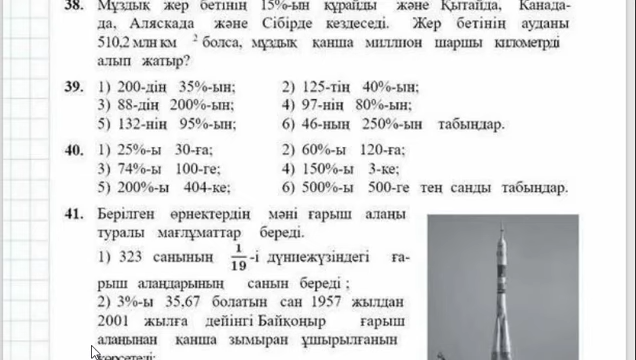 38. Мұздық жер бетінің 15%-ын құрайды және Қытайда, Канада-
да, Аляскада және Сібірде кездеседі. Жер бетінің ауданы
510,2 млн км ² болса, мұздық қанша миллион шаршы километрді
алып жатыр?
39. 1) 200-дің 35%-ын; 2) 125-тің 40%-ын;
3) 88-дің 200%-ын; 4) 97-нің 80%-ын;
5) 132-нің 95%-ын; 6) 46-ның 250%-ын табыңдар.
40. 1) 25%-ы 30-ға; 2) 60%-ы 120-ға;
3) 74%-ы 100-ге; 4) 150%-ы 3-ке;
5) 200%-ы 404-ке; 6) 500%-ы 500-ге тең санды табыңдар.
41. Берілген өрнектердің мәні ғарыш алаңы
туралы мағлұматтар береді.
1) 323 санының 1/19-і дүниежүзіндегі ға-
рыш алаңдарының санын береді ;
2) 3%-ы 35,67 болатын сан 1957 жылдан
2001 жылға дейінгі Байқоңыр ғарыш
алаңынан қанша зымыран ұшырылғанын
көрсетеді;